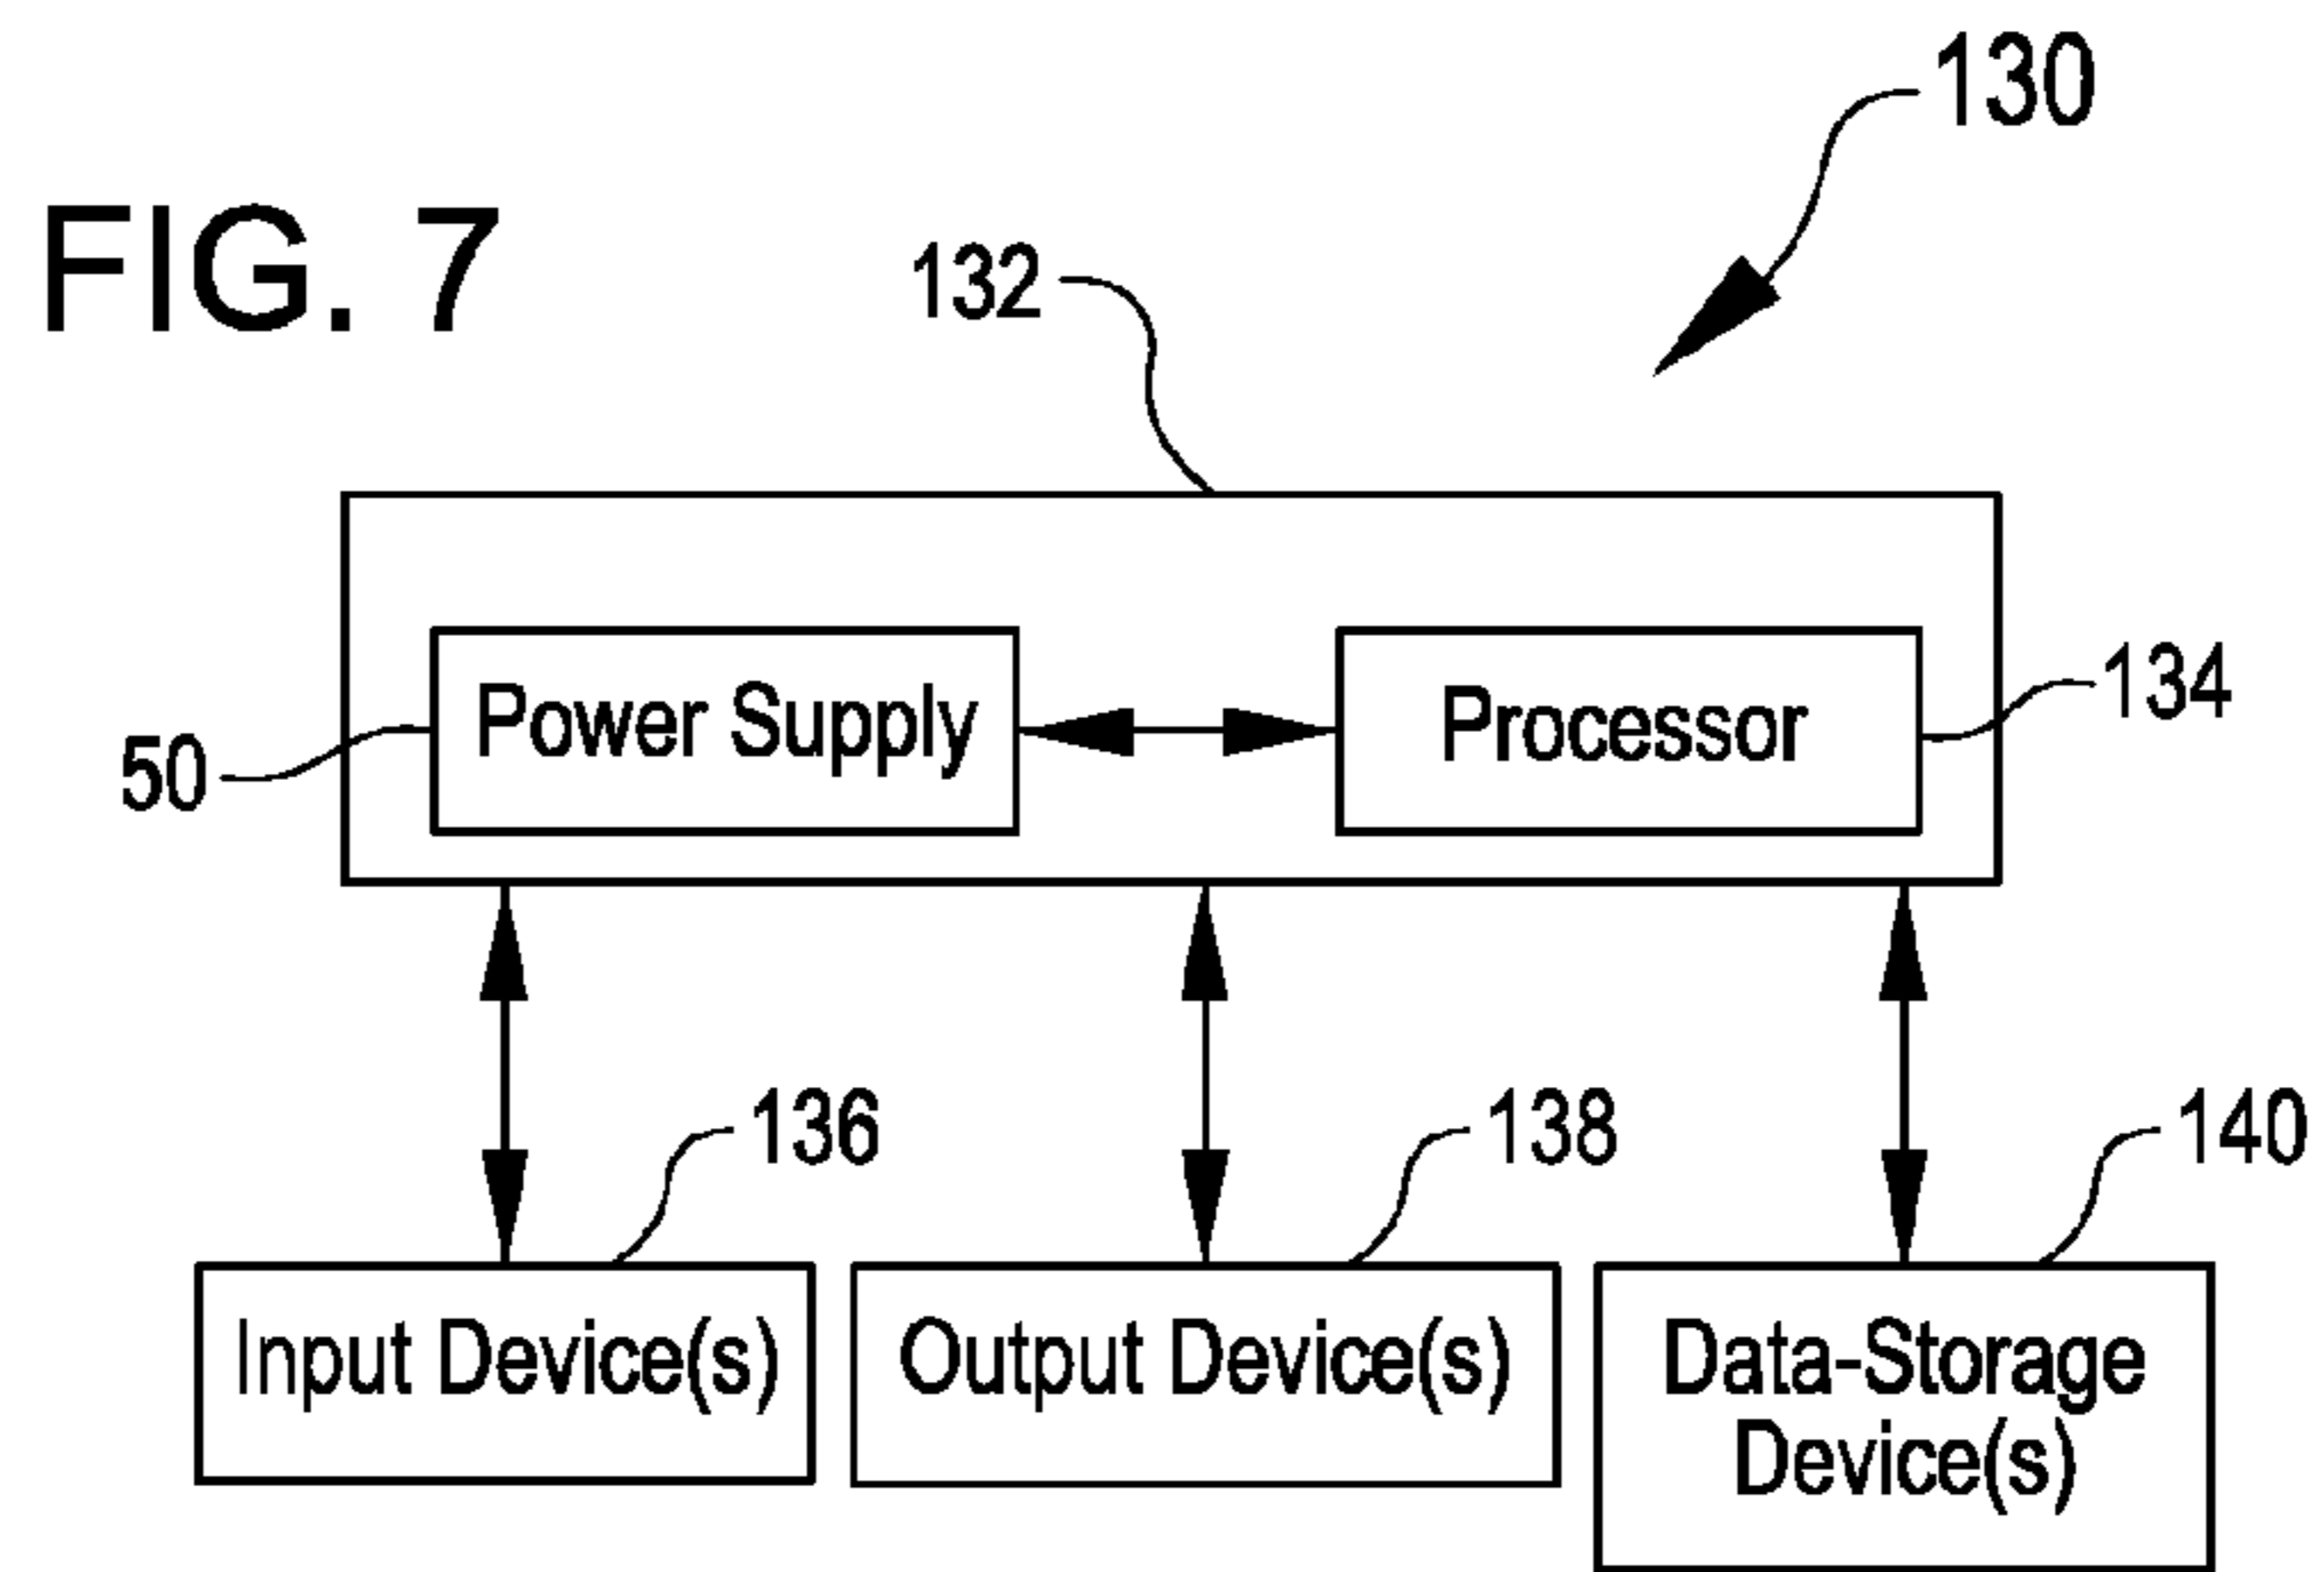 130
FIG. 7
132
Power Supply
Processor
134
50
136
138
140
Input Device(s)
Output Device(s)
Data-Storage
Device(s)